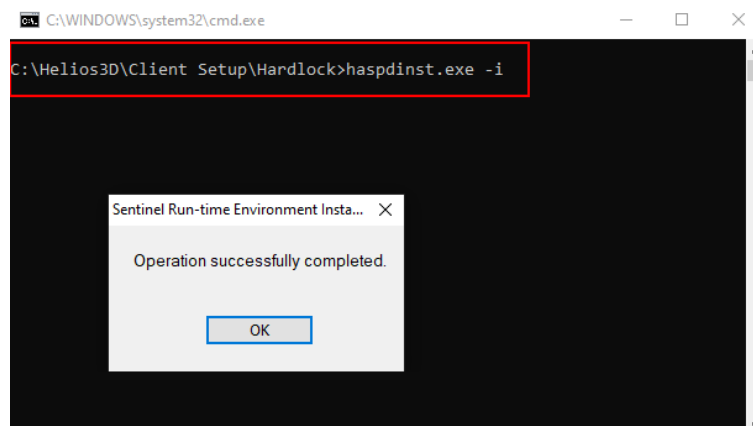 C:\WINDOWS\system32\cmd.exe
C:\Helios3D\Client Setup\Hardlock>haspdinst.exe -i
Sentinel Run-time Environment Insta...
Operation successfully completed.
OK